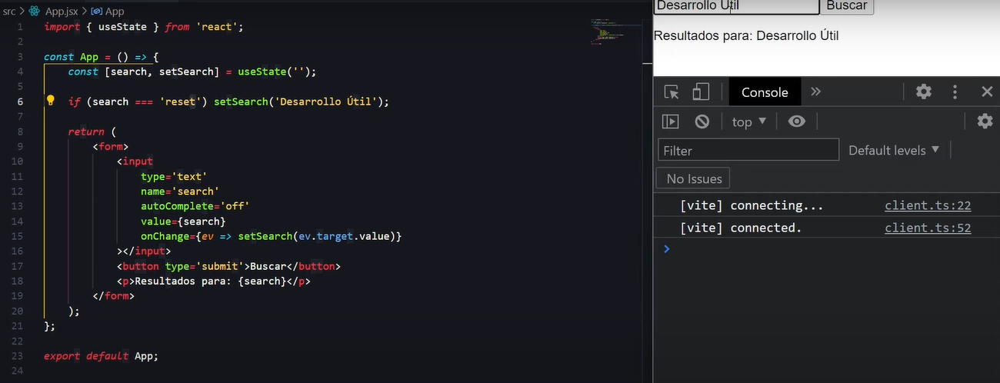 src > App.jsx > App
1 import { useState } from 'react';
2
3 const App = () => {
4 const [search, setSearch] = useState('');
5
6 if (search === 'reset') setSearch('Desarrollo Útil');
7
8 return (
9 <form>
10 <input
11 type='text'
12 name='search'
13 autoComplete='off'
14 value={search}
15 onChange={ev => setSearch(ev.target.value)}
16 ></input>
17 <button type='submit'>Buscar</button>
18 <p>Resultados para: {search}</p>
19 </form>
20 );
21 };
22
23 export default App;
24
Desarrollo Útil Buscar
Resultados para: Desarrollo Útil
Console
top
Filter Default levels
No Issues
[vite] connecting... client.ts:22
[vite] connected. client.ts:52